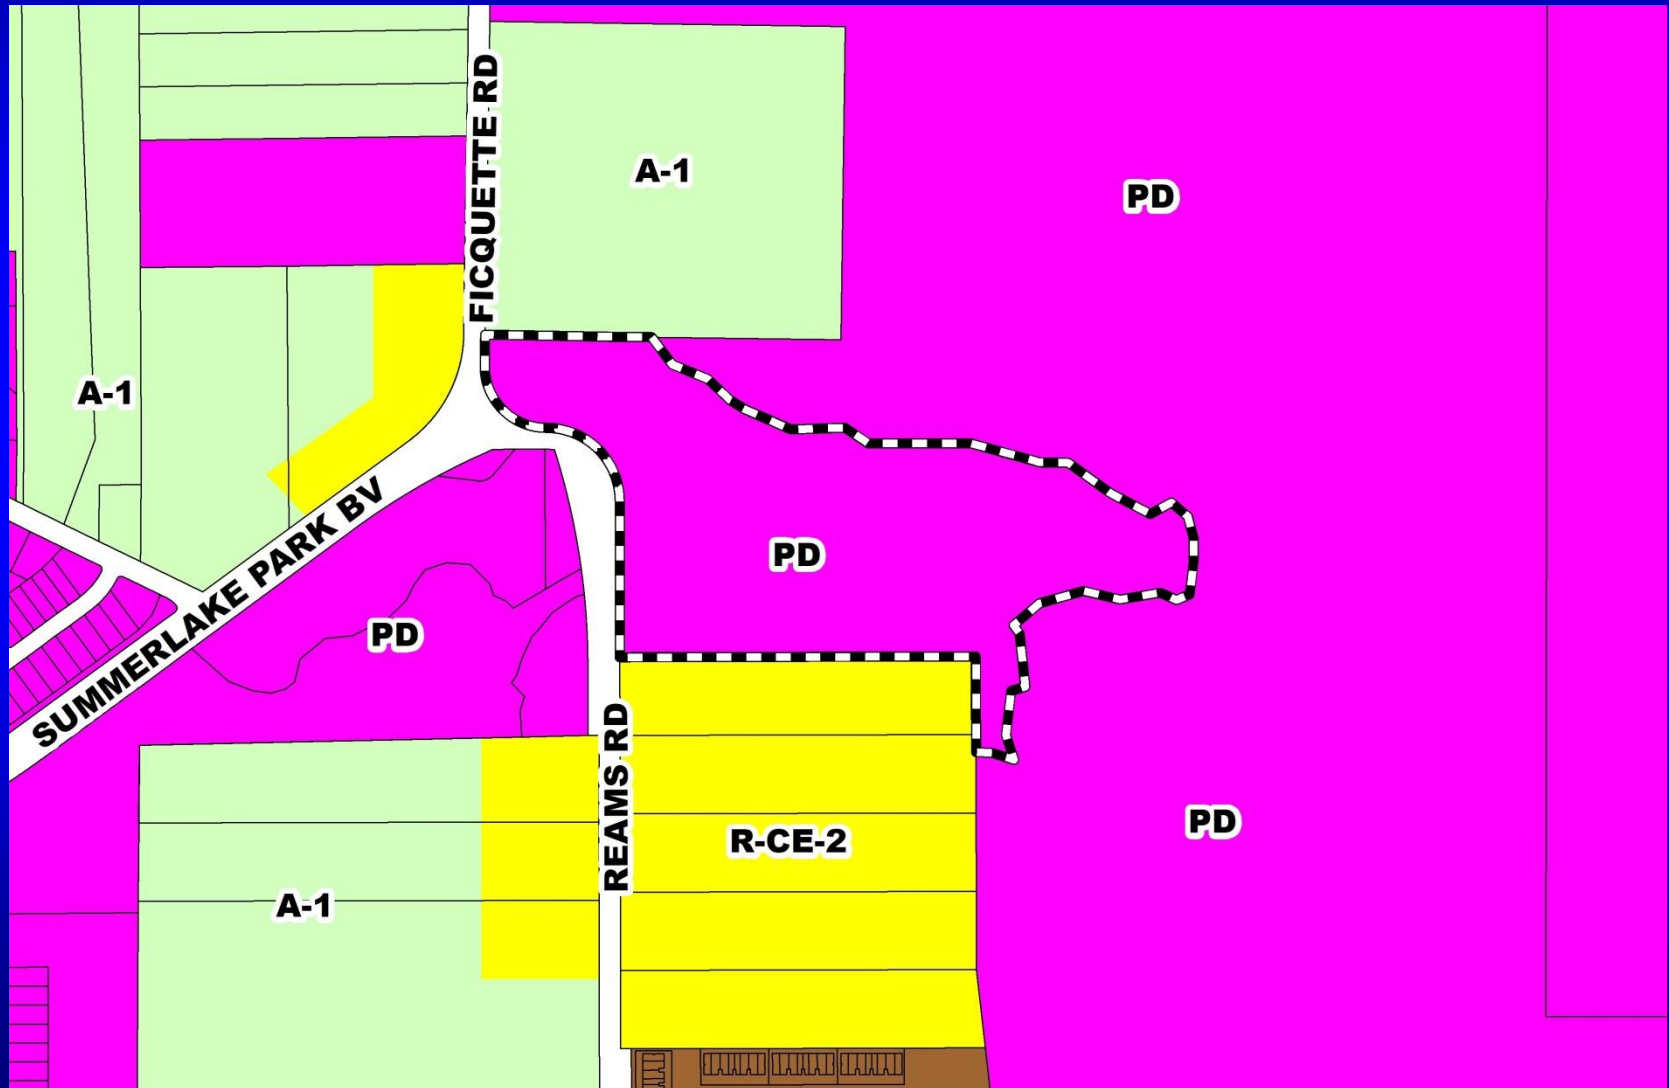 FICQUETTE RD
A-1
PD
A-1
PD
SUMMERLAKE PARK BV
PD
REAMS RD
PD
R-CE-2
A-1